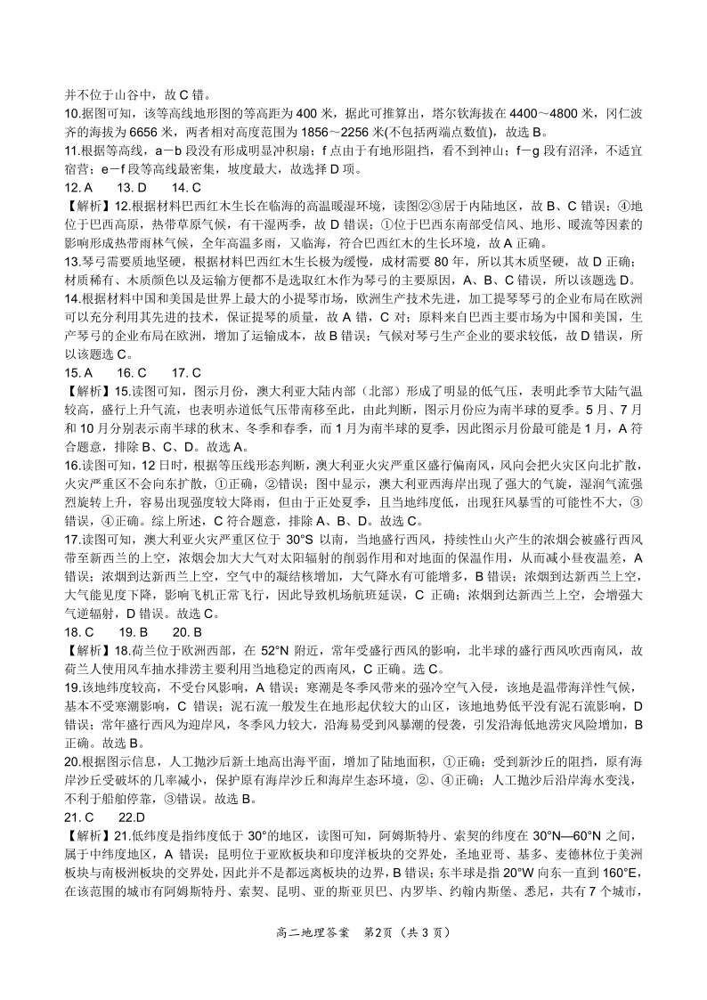 并不位于山谷中，故 C 错。
10.据图可知，该等高线地形图的等高距为 400 米，据此可推算出，塔尔钦海拔在 4400～4800 米，冈仁波
齐的海拔为 6656 米，两者相对高度范围为 1856～2256 米(不包括两端点数值)，故选 B。
11.根据等高线，a－b 段没有形成明显冲积扇；f 点由于有地形阻挡，看不到神山；f－g 段有沼泽，不适宜
宿营；e－f 段等高线最密集，坡度最大，故选择 D 项。
12. A 13. D 14. C
【解析】12.根据材料巴西红木生长在临海的高温暖湿环境，读图②③居于内陆地区，故 B、C 错误；④地
位于巴西高原，热带草原气候，有干湿两季，故 D 错误；①位于巴西东南部受信风、地形、暖流等因素的
影响形成热带雨林气候，全年高温多雨，又临海，符合巴西红木的生长环境，故 A 正确。
13.琴弓需要质地坚硬，根据材料巴西红木生长极为缓慢，成材需要 80 年，所以其木质坚硬，故 D 正确；
材质稀有、木质颜色以及运输方便都不是选取红木作为琴弓的主要原因，A、B、C 错误，所以该题选 D。
14.根据材料中国和美国是世界上最大的小提琴市场，欧洲生产技术先进，加工提琴琴弓的企业布局在欧洲
可以充分利用其先进的技术，保证提琴的质量，故 A 错，C 对；原料来自巴西主要市场为中国和美国，生
产琴弓的企业布局在欧洲，增加了运输成本，故 B 错误；气候对琴弓生产企业的要求较低，故 D 错误，所
以该题选 C。
15. A 16. C 17. C
【解析】15.读图可知，图示月份，澳大利亚大陆内部（北部）形成了明显的低气压，表明此季节大陆气温
较高，盛行上升气流，也表明赤道低气压带南移至此，由此判断，图示月份应为南半球的夏季。5 月、7 月
和 10 月分别表示南半球的秋末、冬季和春季，而 1 月为南半球的夏季，因此图示月份最可能是 1 月，A 符
合题意，排除 B、C、D。故选 A。
16.读图可知，12 日时，根据等压线形态判断，澳大利亚火灾严重区盛行偏南风，风向会把火灾区向北扩散，
火灾严重区不会向东扩散，①正确，②错误；图中显示，澳大利亚西海岸出现了强大的气旋，湿润气流强
烈旋转上升，容易出现强度较大降雨，但由于正处夏季，且当地纬度低，出现狂风暴雪的可能性不大，③
错误，④正确。综上所述，C 符合题意，排除 A、B、D。故选 C。
17.读图可知，澳大利亚火灾严重区位于 30°S 以南，当地盛行西风，持续性山火产生的浓烟会被盛行西风
带至新西兰的上空，浓烟会加大大气对太阳辐射的削弱作用和对地面的保温作用，从而减小昼夜温差，A
错误；浓烟到达新西兰上空，空气中的凝结核增加，大气降水有可能增多，B 错误；浓烟到达新西兰上空，
大气能见度下降，影响飞机正常飞行，因此导致机场航班延误，C 正确；浓烟到达新西兰上空，会增强大
气逆辐射，D 错误。故选 C。
18. C 19. B 20. B
【解析】18.荷兰位于欧洲西部，在 52°N 附近，常年受盛行西风的影响，北半球的盛行西风吹西南风，故
荷兰人使用风车抽水排涝主要利用当地稳定的西南风，C 正确。选 C。
19.该地纬度较高，不受台风影响，A 错误；寒潮是冬季风带来的强冷空气入侵，该地是温带海洋性气候，
基本不受寒潮影响，C 错误；泥石流一般发生在地形起伏较大的山区，该地地势低平没有泥石流影响，D
错误；常年盛行西风为迎岸风，冬季风力较大，沿海易受到风暴潮的侵袭，引发沿海低地涝灾风险增加，B
正确。故选 B。
20.根据图示信息，人工抛沙后新土地高出海平面，增加了陆地面积，①正确；受到新沙丘的阻挡，原有海
岸沙丘受破坏的几率减小，保护原有海岸沙丘和海岸生态环境，②、④正确；人工抛沙后沿岸海水变浅，
不利于船舶停靠，③错误。故选 B。
21. C 22.D
【解析】21.低纬度是指纬度低于 30°的地区，读图可知，阿姆斯特丹、索契的纬度在 30°N—60°N 之间，
属于中纬度地区，A 错误；昆明位于亚欧板块和印度洋板块的交界处，圣地亚哥、基多、麦德林位于美洲
板块与南极洲板块的交界处，因此并不是都远离板块的边界，B 错误；东半球是指 20°W 向东一直到 160°E，
在该范围的城市有阿姆斯特丹、索契、昆明、亚的斯亚贝巴、内罗毕、约翰内斯堡、悉尼，共有 7 个城市，
高二地理答案 第2页（共 3 页）